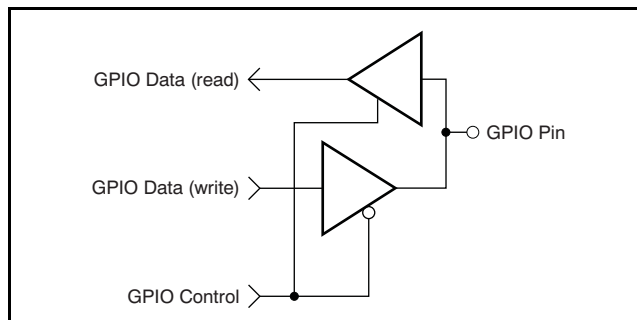 GPIO Data (read)
GPIO Pin
GPIO Data (write)
GPIO Control